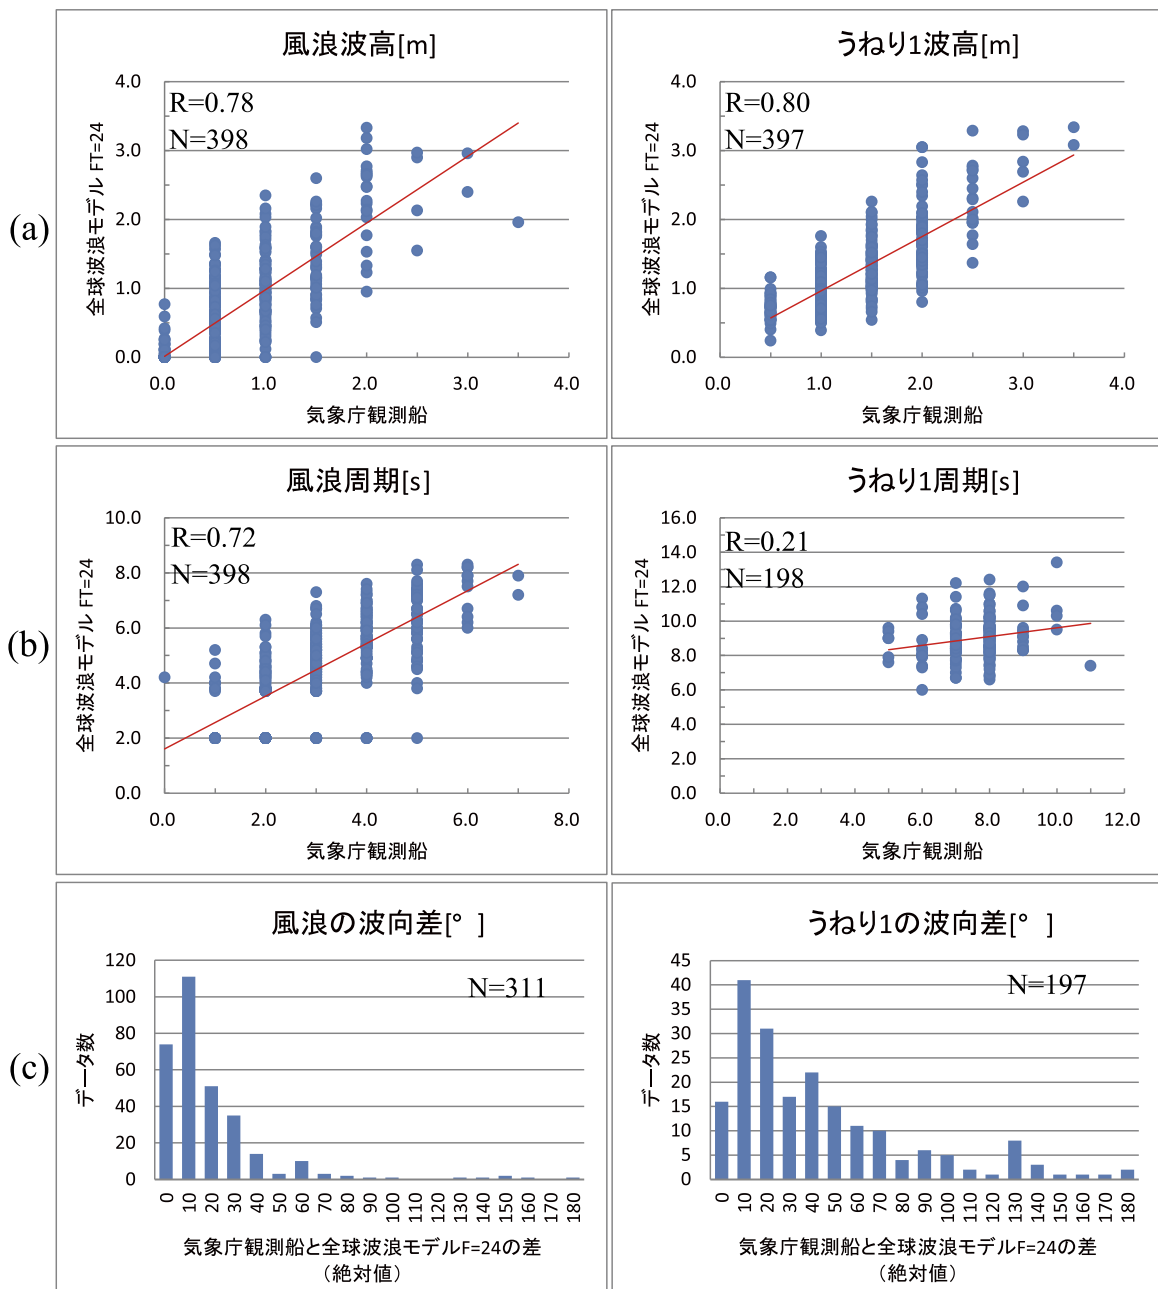 (a)
風浪波高[m]
R=0.78
N=398
全球波浪モデル FT=24
4.0
3.0
2.0
1.0
0.0
0.0 1.0 2.0 3.0 4.0
気象庁観測船
うねり1波高[m]
R=0.80
N=397
全球波浪モデル FT=24
4.0
3.0
2.0
1.0
0.0
0.0 1.0 2.0 3.0 4.0
気象庁観測船
(b)
風浪周期[s]
R=0.72
N=398
全球波浪モデル FT=24
10.0
8.0
6.0
4.0
2.0
0.0
0.0 2.0 4.0 6.0 8.0
気象庁観測船
うねり1周期[s]
R=0.21
N=198
全球波浪モデル FT=24
16.0
14.0
12.0
10.0
8.0
6.0
4.0
2.0
0.0
0.0 2.0 4.0 6.0 8.0 10.0 12.0
気象庁観測船
(c)
風浪の波向差[° ]
N=311
データ数
120
100
80
60
40
20
0
0 10 20 30 40 50 60 70 80 90 100 110 120 130 140 150 160 170 180
気象庁観測船と全球波浪モデルF=24の差
（絶対値）
うねり1の波向差[° ]
N=197
データ数
45
40
35
30
25
20
15
10
5
0
0 10 20 30 40 50 60 70 80 90 100 110 120 130 140 150 160 170 180
気象庁観測船と全球波浪モデルF=24の差
（絶対値）